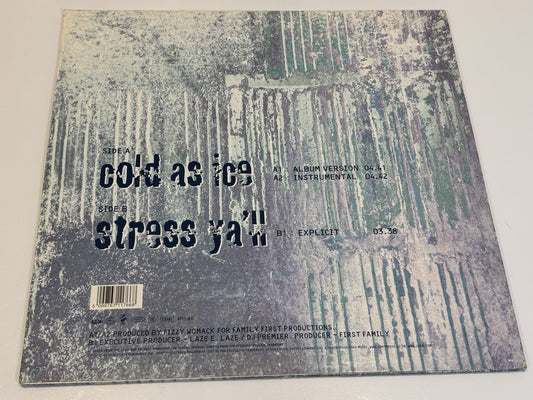 SIDE A
cold as ice
A1 : ALBUM VERSION 04.41
A2 : INSTRUMENTAL 04.42
SIDE B
stress ya'll
B1 : EXPLICIT 03.38
A1/A2 PRODUCED BY FIZZY WOMACK FOR FAMILY FIRST PRODUCTIONS.
B1 EXECUTIVE PRODUCER - LAZE E. LAZE / DJ PREMIER. PRODUCER - FIRST FAMILY